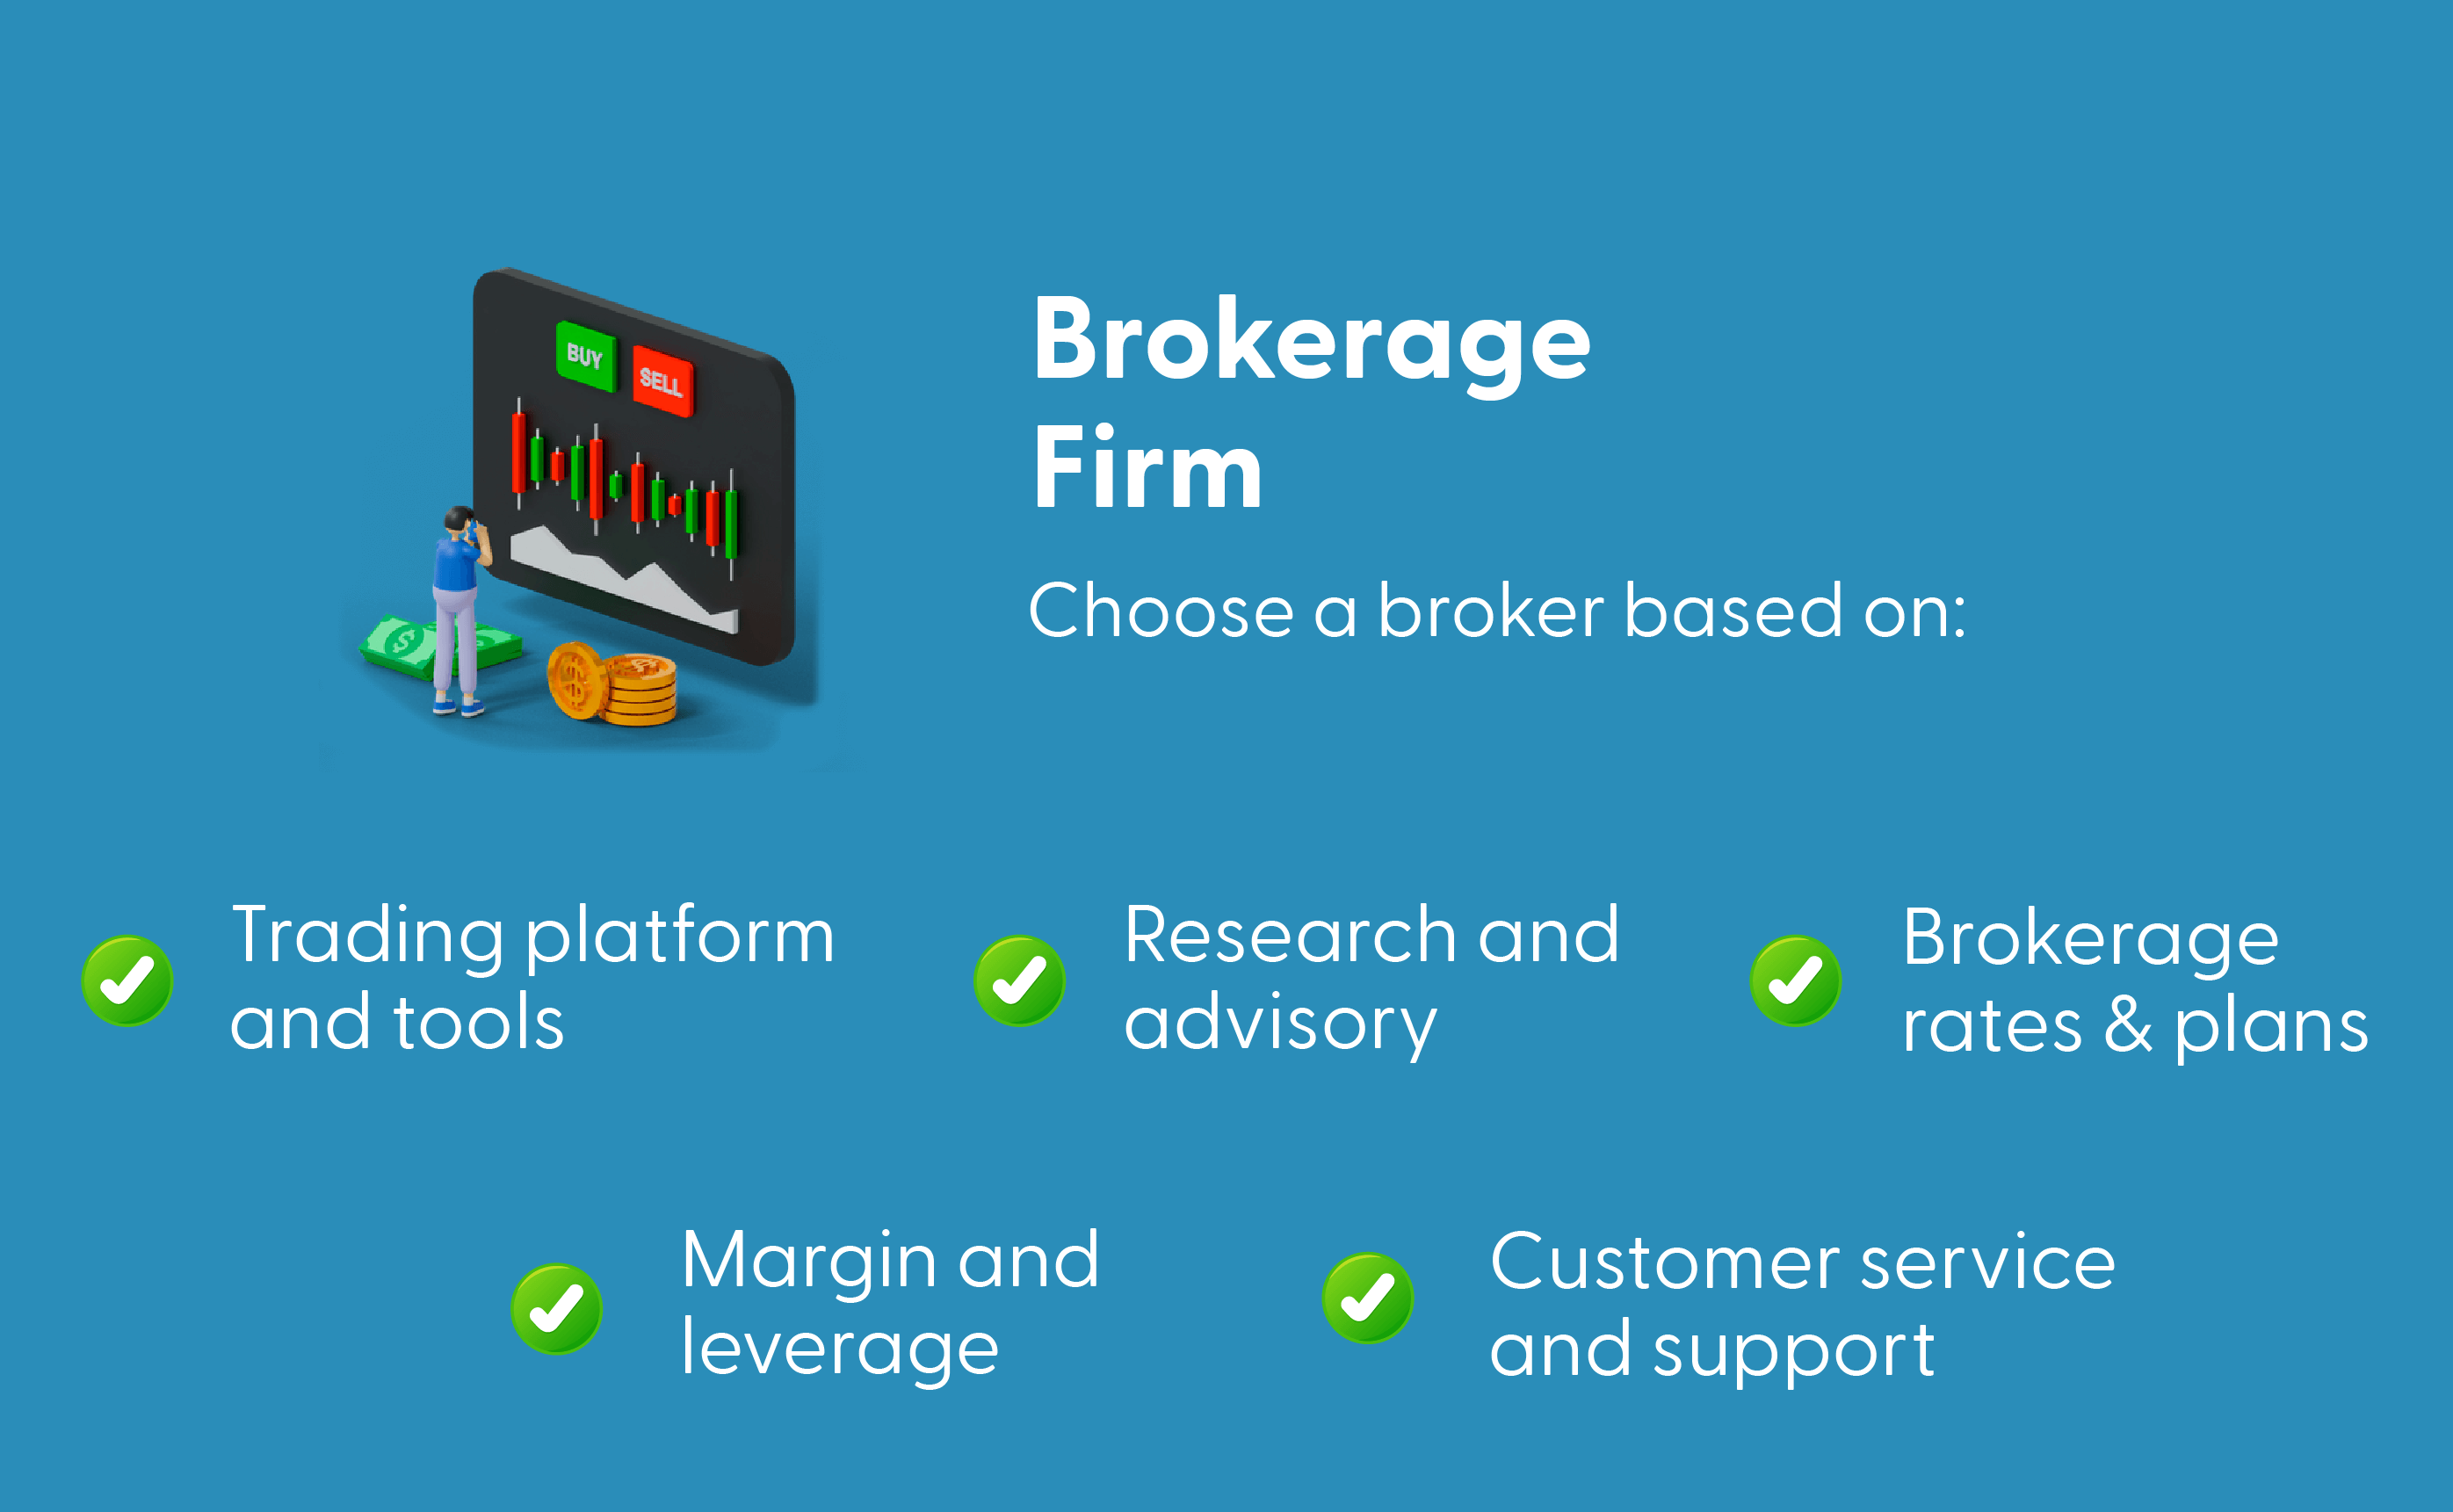 BUY
SELL
Brokerage
Firm
Choose a broker based on:
Trading platform
and tools
Research and
advisory
Brokerage
rates & plans
Margin and
leverage
Customer service
and support